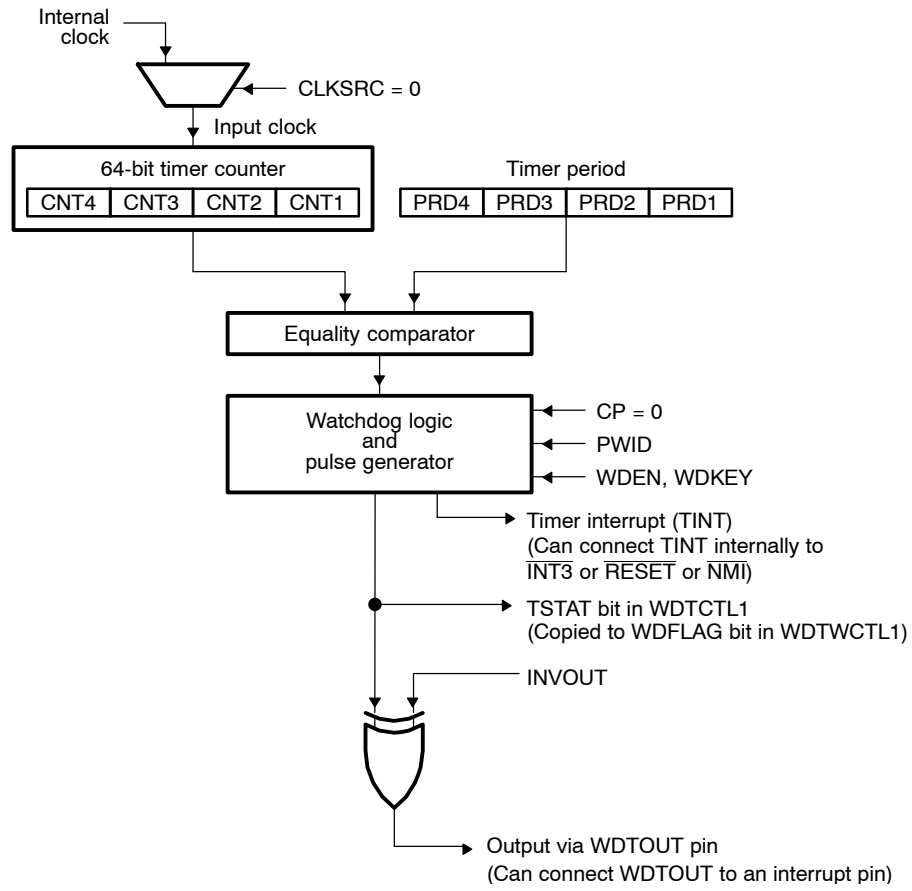 Internal
clock
CLKSRC = 0
Input clock
64-bit timer counter
CNT4 CNT3 CNT2 CNT1
Timer period
PRD4 PRD3 PRD2 PRD1
Equality comparator
Watchdog logic
and
pulse generator
CP = 0
PWID
WDEN, WDKEY
Timer interrupt (TINT)
(Can connect TINT internally to
INT3 or RESET or NMI)
TSTAT bit in WDTCTL1
(Copied to WDFLAG bit in WDTWCTL1)
INVOUT
Output via WDTOUT pin
(Can connect WDTOUT to an interrupt pin)